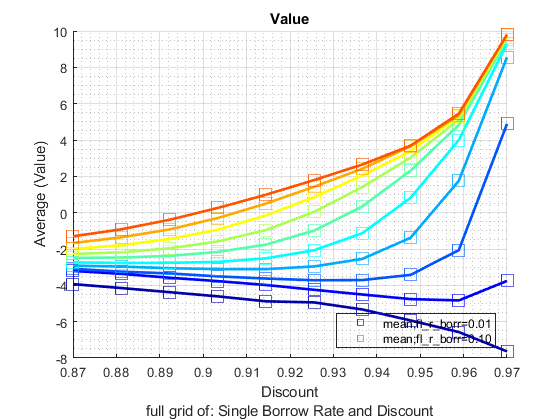 Value
10
8
6
4
2
0
-2
-4
-6
-8
Average (Value)
mean;fl_r_borr=0.01
mean;fl_r_borr=0.10
0.87 0.88 0.89 0.9 0.91 0.92 0.93 0.94 0.95 0.96 0.97
Discount
full grid of: Single Borrow Rate and Discount